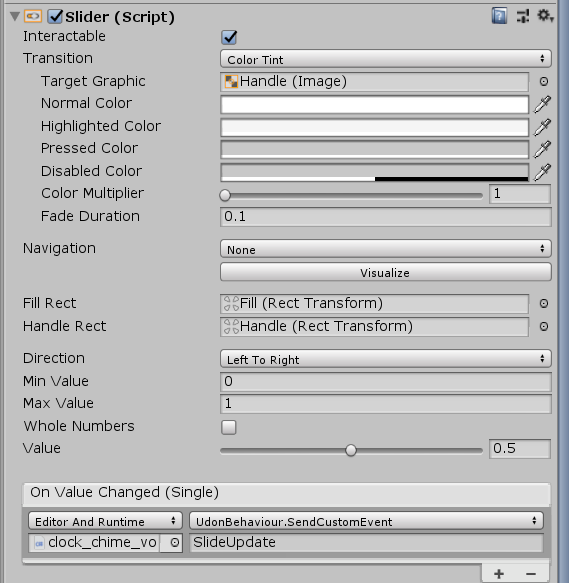 Slider (Script)
Interactable
Transition Color Tint
Target Graphic Handle (Image)
Normal Color
Highlighted Color
Pressed Color
Disabled Color
Color Multiplier 1
Fade Duration 0.1
Navigation None
Visualize
Fill Rect Fill (Rect Transform)
Handle Rect Handle (Rect Transform)
Direction Left To Right
Min Value 0
Max Value 1
Whole Numbers
Value 0.5
On Value Changed (Single)
Editor And Runtime UdonBehaviour.SendCustomEvent
clock_chime_vo SlideUpdate
+ −